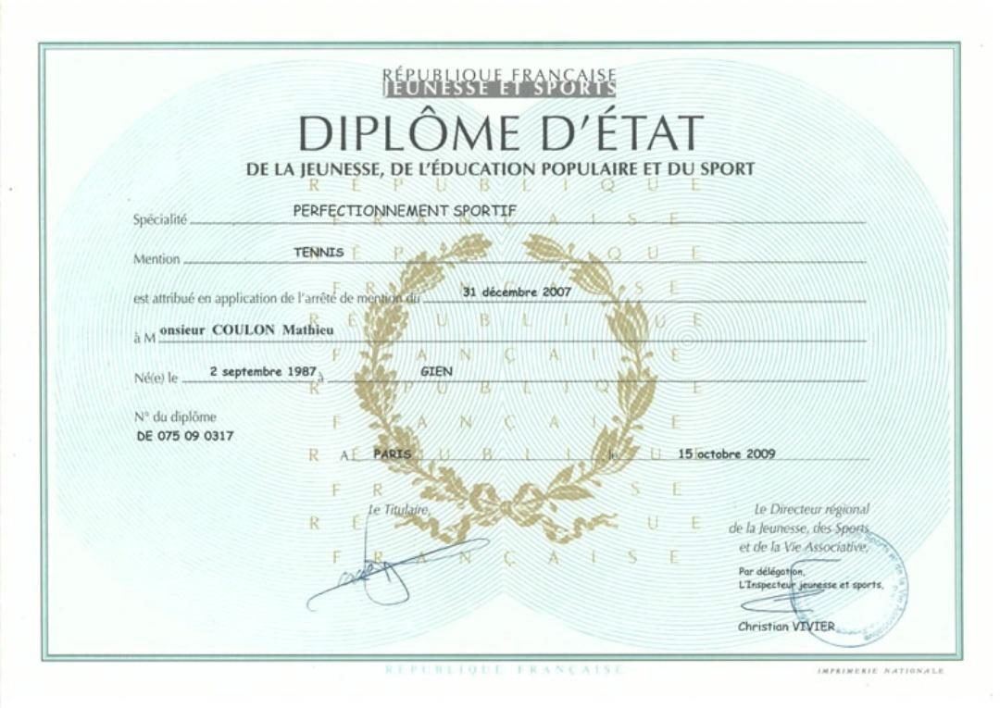 RÉPUBLIQUE FRANÇAISE
JEUNESSE ET SPORTS
DIPLÔME D'ÉTAT
DE LA JEUNESSE, DE L'ÉDUCATION POPULAIRE ET DU SPORT
Spécialité PERFECTIONNEMENT SPORTIF
Mention TENNIS
est attribué en application de l'arrêté de mention du 31 décembre 2007
à Monsieur COULON Mathieu
Né(e) le 2 septembre 1987 à GIEN
N° du diplôme
DE 075 09 0317
A PARIS le 15 octobre 2009
Le Titulaire,
Le Directeur régional
de la Jeunesse, des Sports
et de la Vie Associative,
Par délégation,
L'Inspecteur jeunesse et sports,
Christian VIVIER
RÉPUBLIQUE FRANÇAISE
IMPRIMERIE NATIONALE